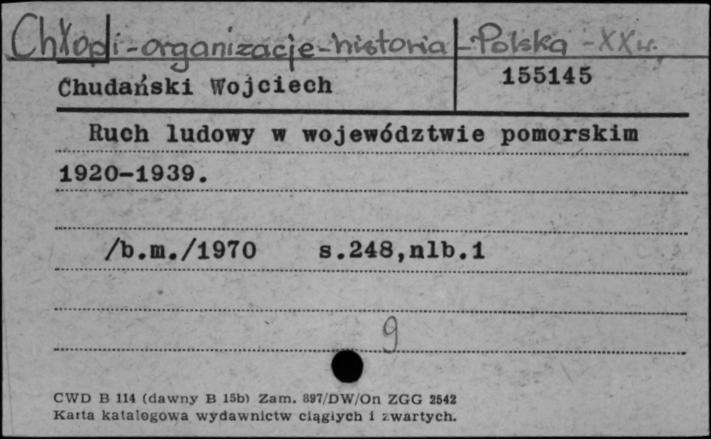 Chłopi-organizacje-historia-Polska-XXw.
Chudański Wojciech 155145
Ruch ludowy w województwie pomorskim
1920-1939.
/b.m./1970 s.248,nlb.1
9
CWD B 114 (dawny B 15b) Zam. 897/DW/On ZGG 2542
Karta katalogowa wydawnictw ciągłych i zwartych.